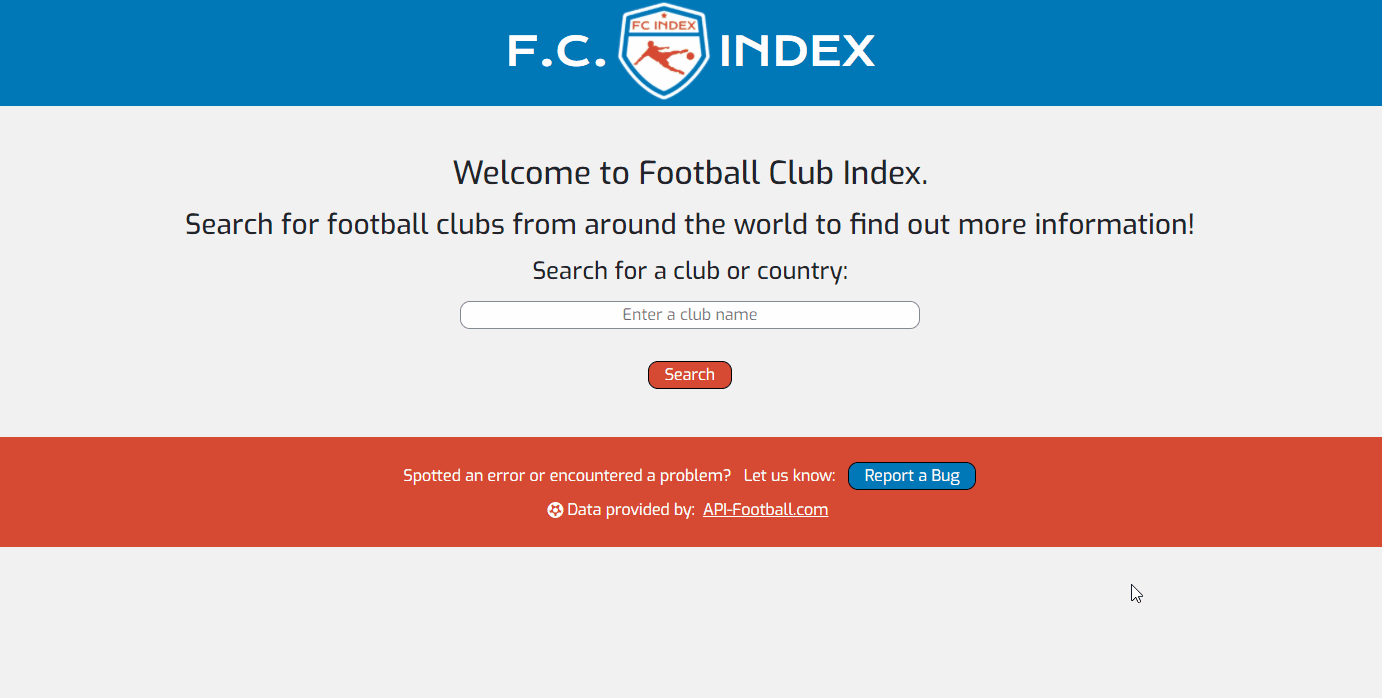 F.C. FC INDEX INDEX
Welcome to Football Club Index.
Search for football clubs from around the world to find out more information!
Search for a club or country:
Enter a club name
Search
Spotted an error or encountered a problem? Let us know: Report a Bug
Data provided by: API-Football.com